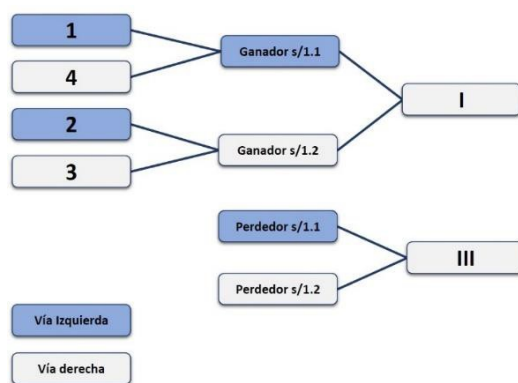 1
Ganador s/1.1
4
I
2
Ganador s/1.2
3
Perdedor s/1.1
III
Perdedor s/1.2
Vía Izquierda
Vía derecha